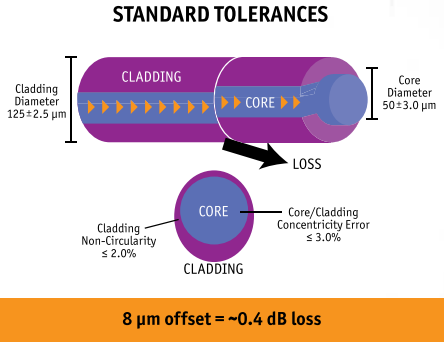 STANDARD TOLERANCES
CLADDING
Cladding
Diameter
125±2.5 µm
CORE
Core
Diameter
50±3.0 µm
LOSS
CORE
Cladding
Non-Circularity
≤ 2.0%
Core/Cladding
Concentricity Error
≤ 3.0%
CLADDING
8 µm offset = ~0.4 dB loss